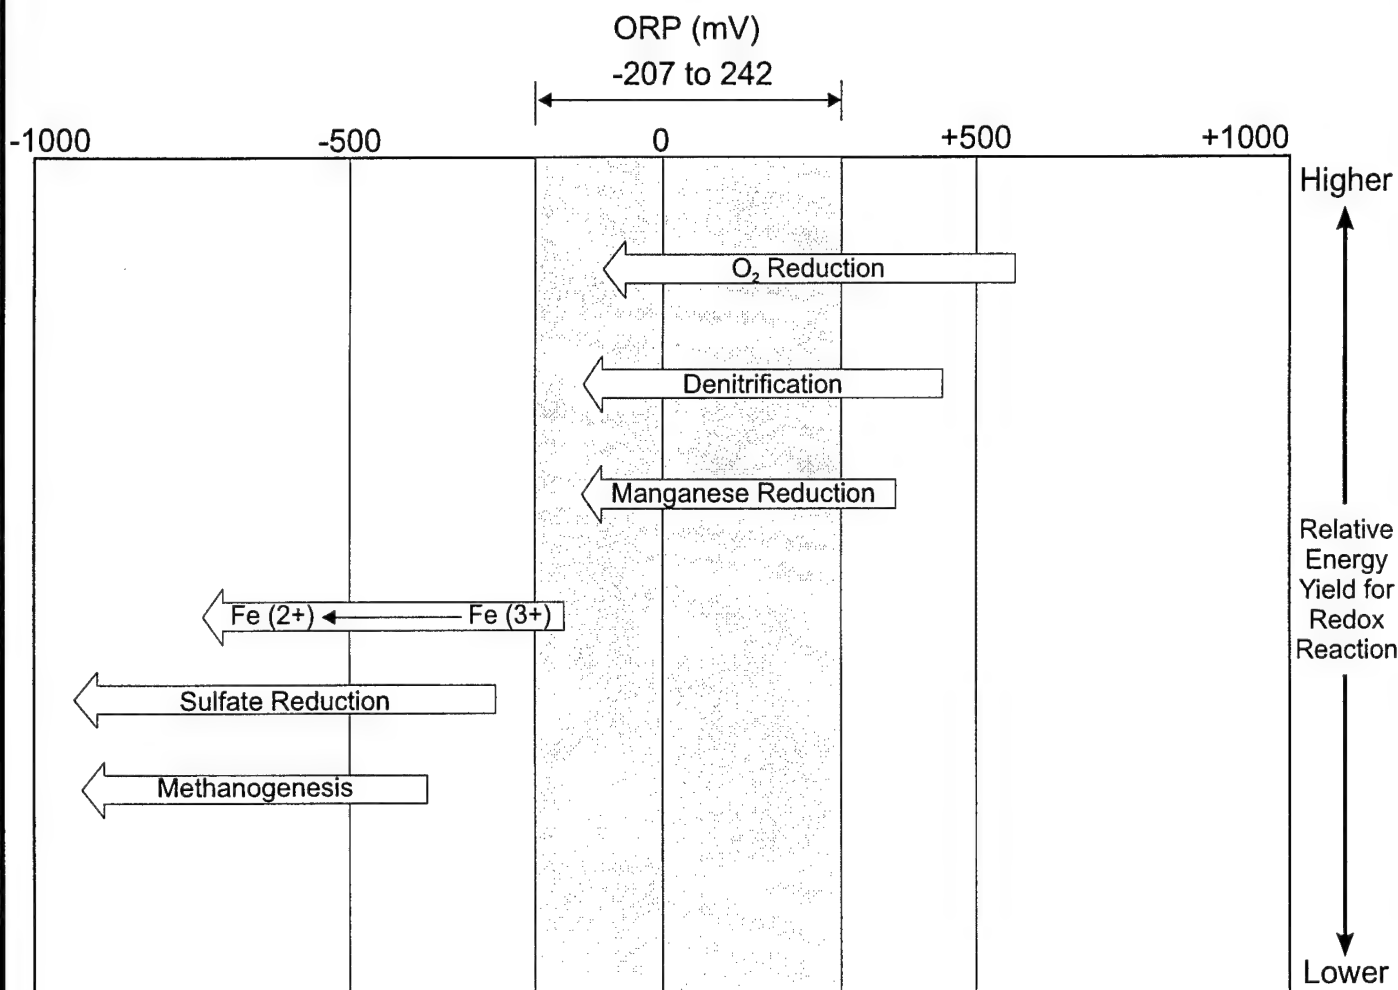 ORP (mV)
-207 to 242
-1000 -500 0 +500 +1000
Higher
O₂ Reduction
Denitrification
Manganese Reduction
Relative
Energy
Yield for
Redox
Reaction
Fe (2+) Fe (3+)
Sulfate Reduction
Methanogenesis
Lower